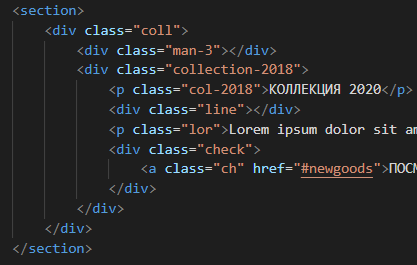 <section>
<div class="coll">
<div class="man-3"></div>
<div class="collection-2018">
<p class="col-2018">КОЛЛЕКЦИЯ 2020</p>
<div class="line"></div>
<p class="lor">Lorem ipsum dolor sit am
<div class="check">
<a class="ch" href="#newgoods">ПОСМ
</div>
</div>
</div>
</section>